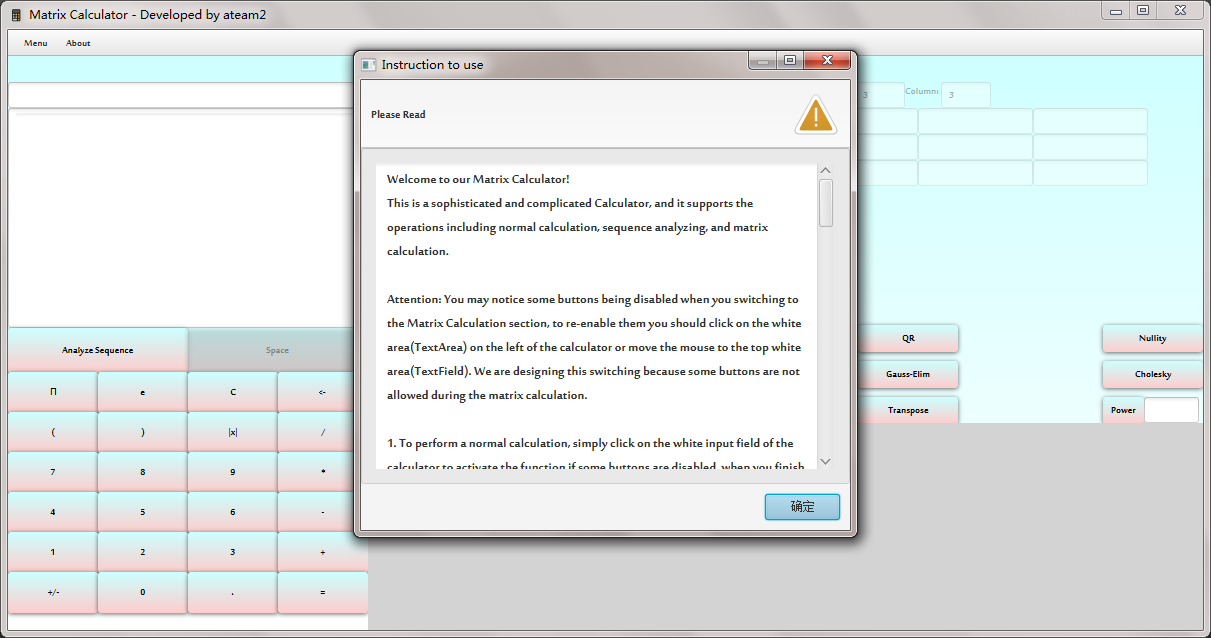 Matrix Calculator - Developed by ateam2
Menu About
Instruction to use
Please Read
Welcome to our Matrix Calculator!
This is a sophisticated and complicated Calculator, and it supports the
operations including normal calculation, sequence analyzing, and matrix
calculation.
Attention: You may notice some buttons being disabled when you switching to
the Matrix Calculation section, to re-enable them you should click on the white
area(TextArea) on the left of the calculator or move the mouse to the top white
area(TextField). We are designing this switching because some buttons are not
allowed during the matrix calculation.
1. To perform a normal calculation, simply click on the white input field of the
calculator to activate the function if some buttons are disabled, when you finish
确定
3 Column: 3
Analyze Sequence Space
Π e C <-
( ) |x| /
7 8 9 *
4 5 6 -
1 2 3 +
+/- 0 . =
QR Nullity
Gauss-Elim Cholesky
Transpose Power